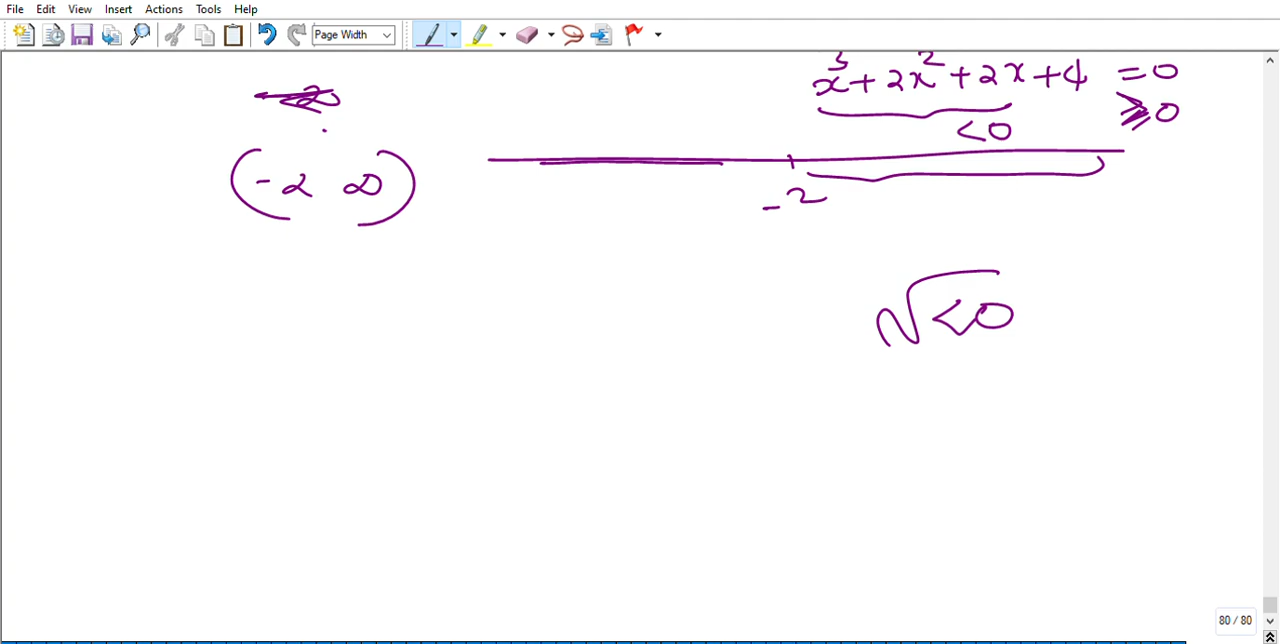 File Edit View Insert Actions Tools Help
Page Width
x³ + 2x² + 2x + 4 = 0
≥ 0
< 0
(-2 ∞)
-2
√<0
80 / 80